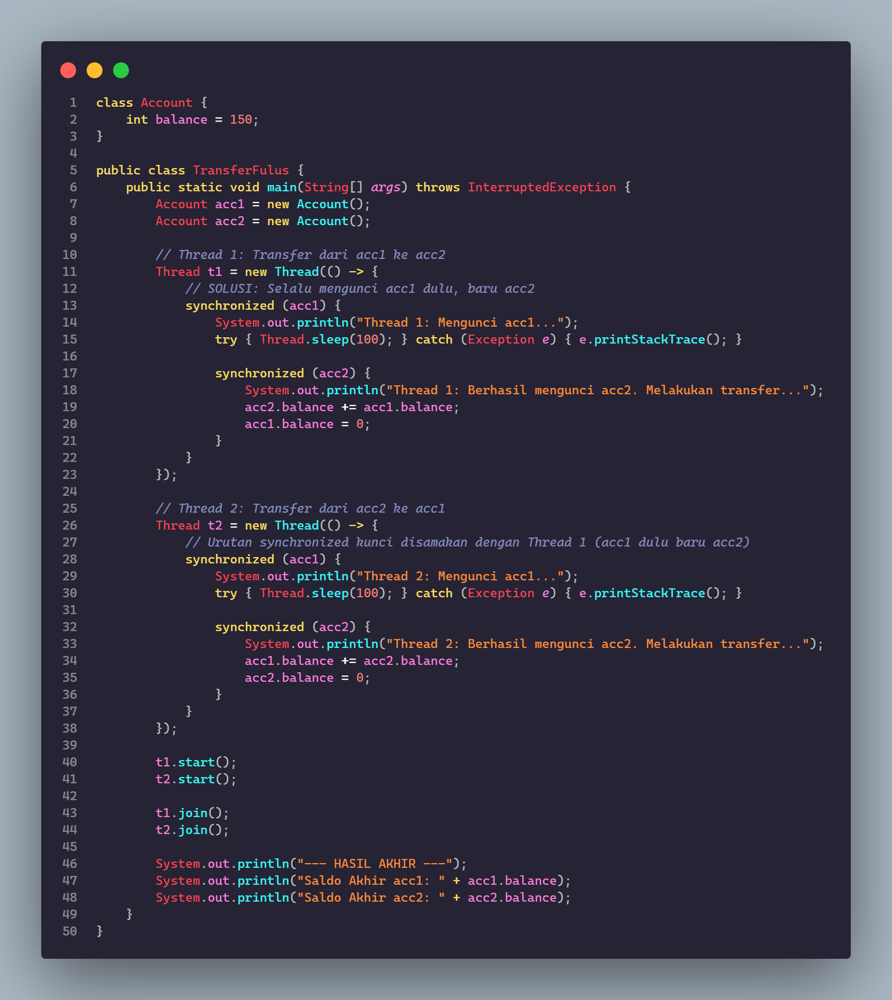 1 class Account {
2     int balance = 150;
3 }
4
5 public class TransferFulus {
6     public static void main(String[] args) throws InterruptedException {
7         Account acc1 = new Account();
8         Account acc2 = new Account();
9
10         // Thread 1: Transfer dari acc1 ke acc2
11         Thread t1 = new Thread(() -> {
12             // SOLUSI: Selalu mengunci acc1 dulu, baru acc2
13             synchronized (acc1) {
14                 System.out.println("Thread 1: Mengunci acc1...");
15                 try { Thread.sleep(100); } catch (Exception e) { e.printStackTrace(); }
16
17                 synchronized (acc2) {
18                     System.out.println("Thread 1: Berhasil mengunci acc2. Melakukan transfer...");
19                     acc2.balance += acc1.balance;
20                     acc1.balance = 0;
21                 }
22             }
23         });
24
25         // Thread 2: Transfer dari acc2 ke acc1
26         Thread t2 = new Thread(() -> {
27             // Urutan synchronized kunci disamakan dengan Thread 1 (acc1 dulu baru acc2)
28             synchronized (acc1) {
29                 System.out.println("Thread 2: Mengunci acc1...");
30                 try { Thread.sleep(100); } catch (Exception e) { e.printStackTrace(); }
31
32                 synchronized (acc2) {
33                     System.out.println("Thread 2: Berhasil mengunci acc2. Melakukan transfer...");
34                     acc1.balance += acc2.balance;
35                     acc2.balance = 0;
36                 }
37             }
38         });
39
40         t1.start();
41         t2.start();
42
43         t1.join();
44         t2.join();
45
46         System.out.println("--- HASIL AKHIR ---");
47         System.out.println("Saldo Akhir acc1: " + acc1.balance);
48         System.out.println("Saldo Akhir acc2: " + acc2.balance);
49     }
50 }